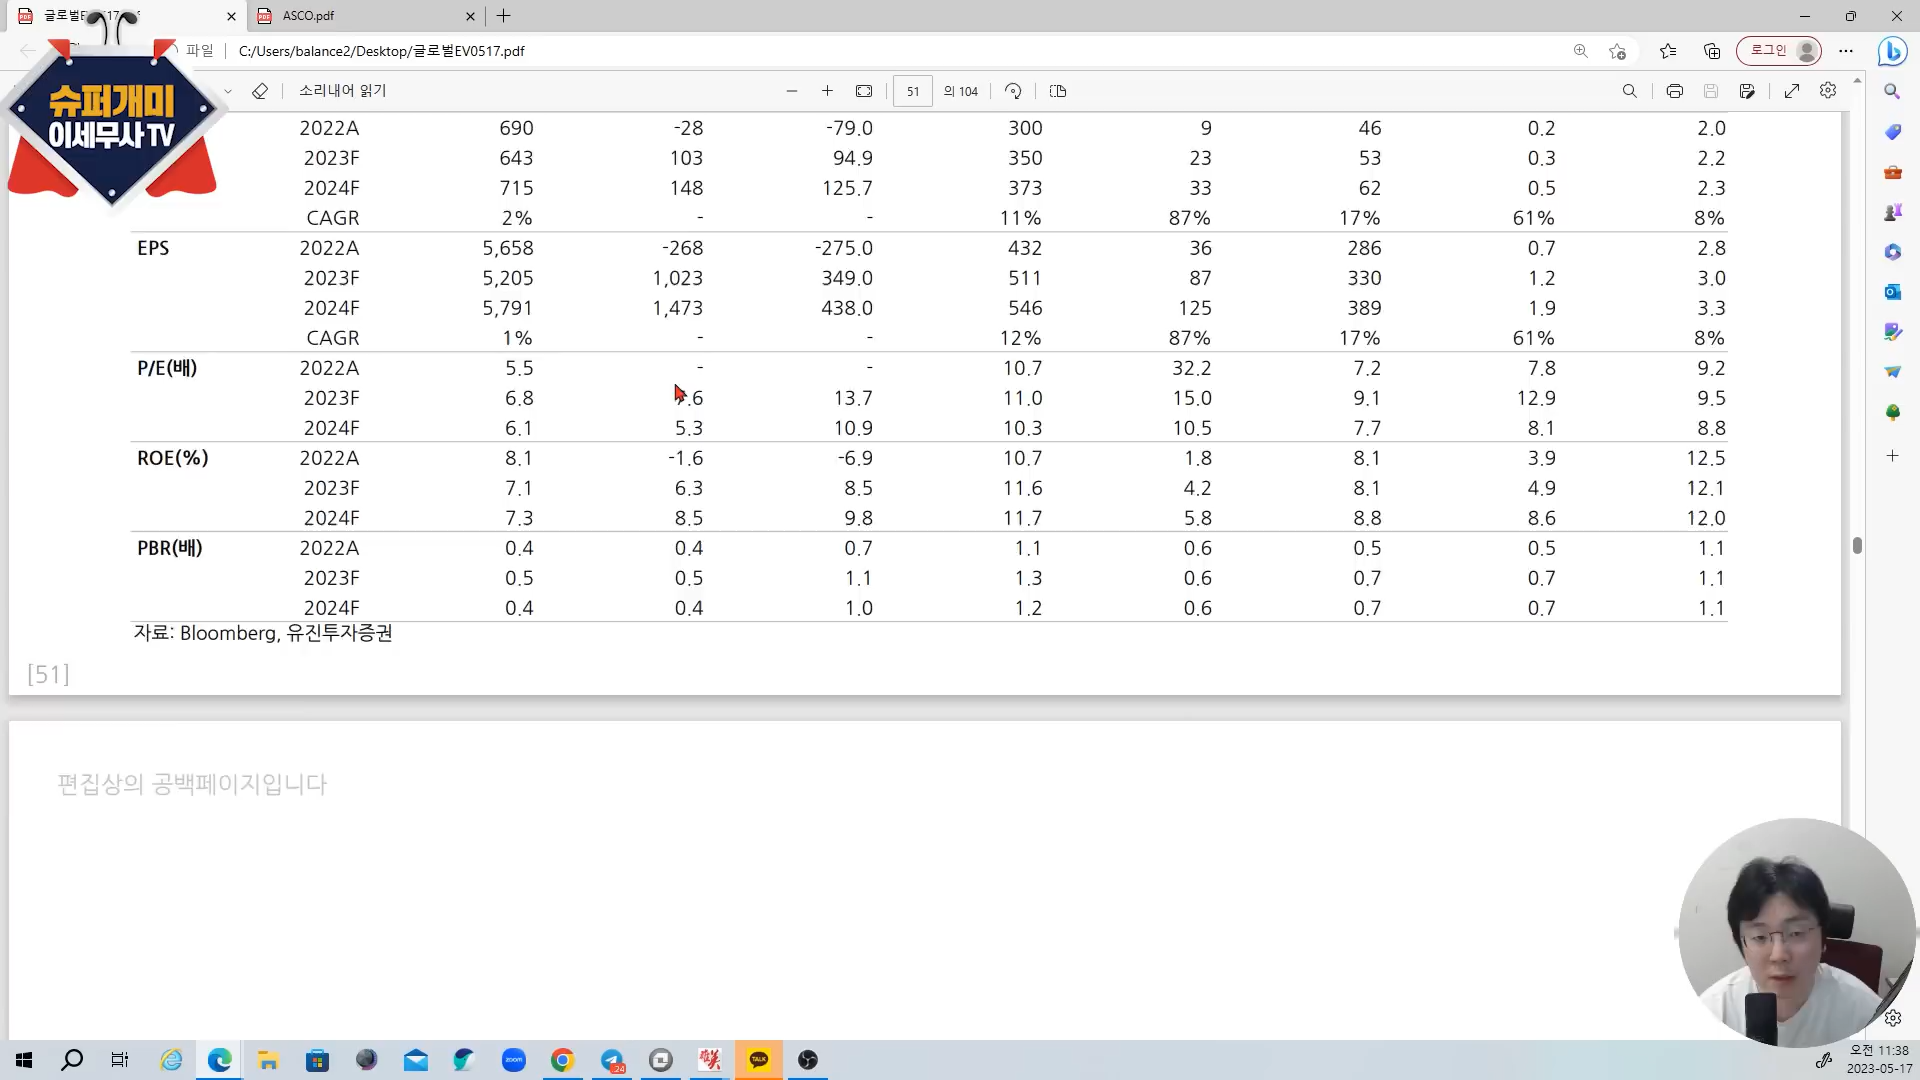 ASCO.pdf
파일
C:/Users/balance2/Desktop/글로벌EV0517.pdf
로그인
슈퍼개미
이세무사TV
소리내어 읽기
51 의 104
2022A 690 -28 -79.0 300 9 46 0.2 2.0
2023F 643 103 94.9 350 23 53 0.3 2.2
2024F 715 148 125.7 373 33 62 0.5 2.3
CAGR 2% - - 11% 87% 17% 61% 8%
EPS 2022A 5,658 -268 -275.0 432 36 286 0.7 2.8
2023F 5,205 1,023 349.0 511 87 330 1.2 3.0
2024F 5,791 1,473 438.0 546 125 389 1.9 3.3
CAGR 1% - - 12% 87% 17% 61% 8%
P/E(배) 2022A 5.5 - - 10.7 32.2 7.2 7.8 9.2
2023F 6.8 13.7 11.0 15.0 9.1 12.9 9.5
2024F 6.1 5.3 10.9 10.3 10.5 7.7 8.1 8.8
ROE(%) 2022A 8.1 -1.6 -6.9 10.7 1.8 8.1 3.9 12.5
2023F 7.1 6.3 8.5 11.6 4.2 8.1 4.9 12.1
2024F 7.3 8.5 9.8 11.7 5.8 8.8 8.6 12.0
PBR(배) 2022A 0.4 0.4 0.7 1.1 0.6 0.5 0.5 1.1
2023F 0.5 0.5 1.1 1.3 0.6 0.7 0.7 1.1
2024F 0.4 0.4 1.0 1.2 0.6 0.7 0.7 1.1
자료: Bloomberg, 유진투자증권
[51]
편집상의 공백페이지입니다
zoom
24
TALK
오전 11:38
2023-05-17